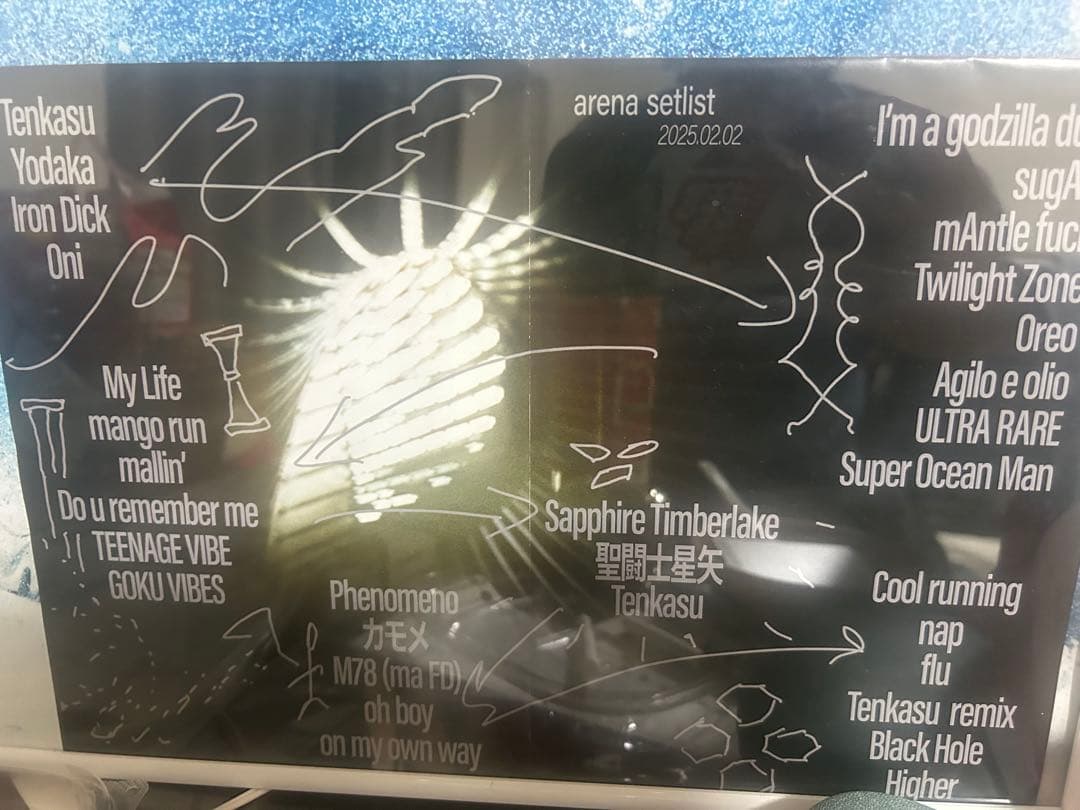 Tenkasu
Yodaka
Iron Dick
Oni
arena setlist
2025.02.02
I'm a godzilla
sugA
mAntle
Twilight Zone
Oreo
Agilo e olio
ULTRA RARE
Super Ocean Man
My Life
mango run
mallin'
Do u remember me
TEENAGE VIBE
GOKU VIBES
Sapphire Timberlake
聖闘士星矢
Tenkasu
Phenomeno
カモメ
M78 (ma FD)
oh boy
on my own way
Cool running
nap
flu
Tenkasu remix
Black Hole
Higher